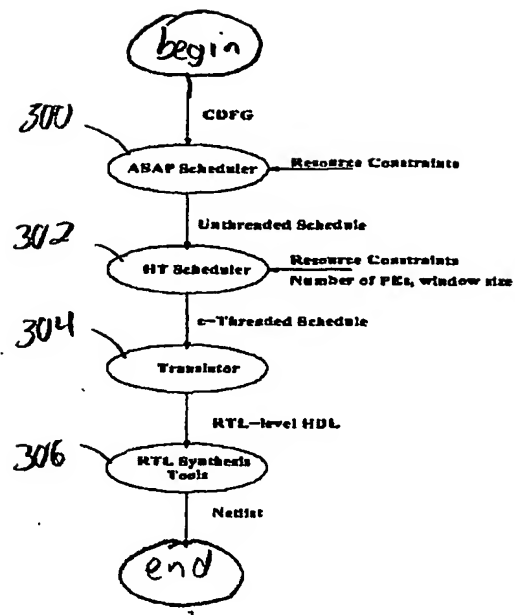 begin
CDFG
300
ASAP Scheduler
Resource Constraints
Unthreaded Schedule
302
HT Scheduler
Resource Constraints
Number of PEs, window size
c-Threaded Schedule
304
Translator
RTL-level HDL
306
RTL Synthesis
Tools
Netlist
end